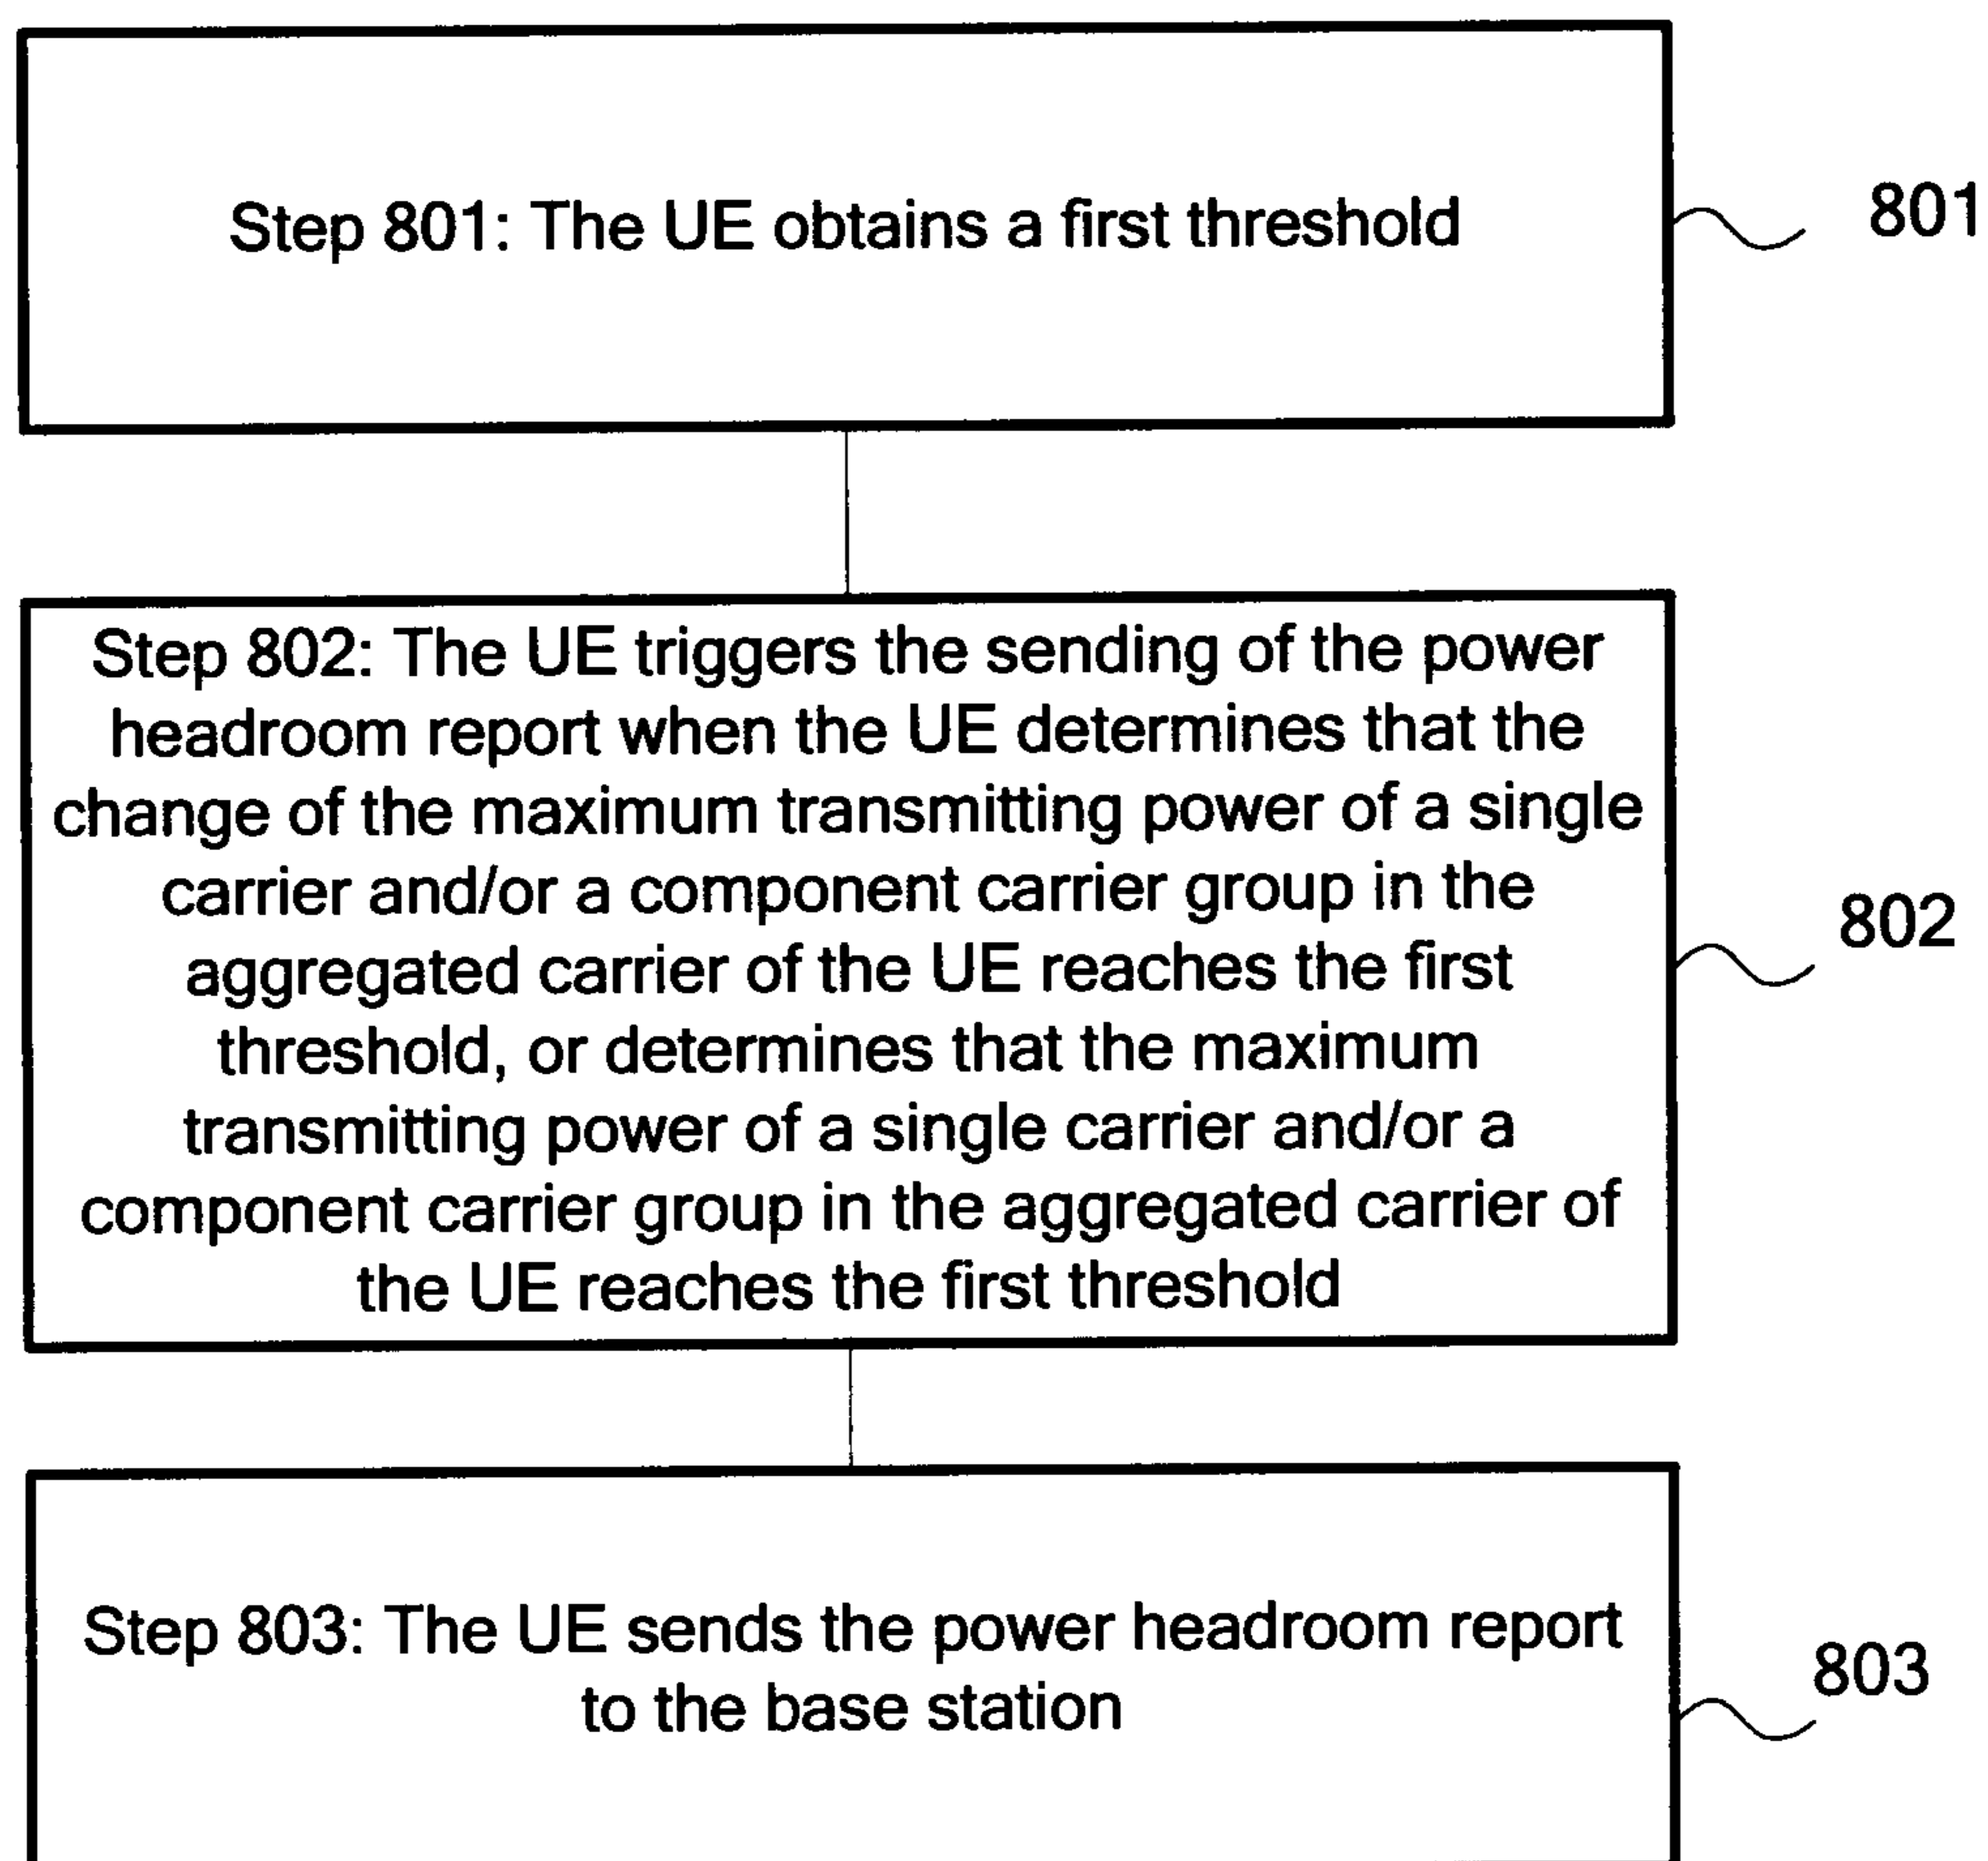 Step 801: The UE obtains a first threshold
801
Step 802: The UE triggers the sending of the power
headroom report when the UE determines that the
change of the maximum transmitting power of a single
carrier and/or a component carrier group in the
aggregated carrier of the UE reaches the first
threshold, or determines that the maximum
transmitting power of a single carrier and/or a
component carrier group in the aggregated carrier of
the UE reaches the first threshold
802
Step 803: The UE sends the power headroom report
to the base station
803